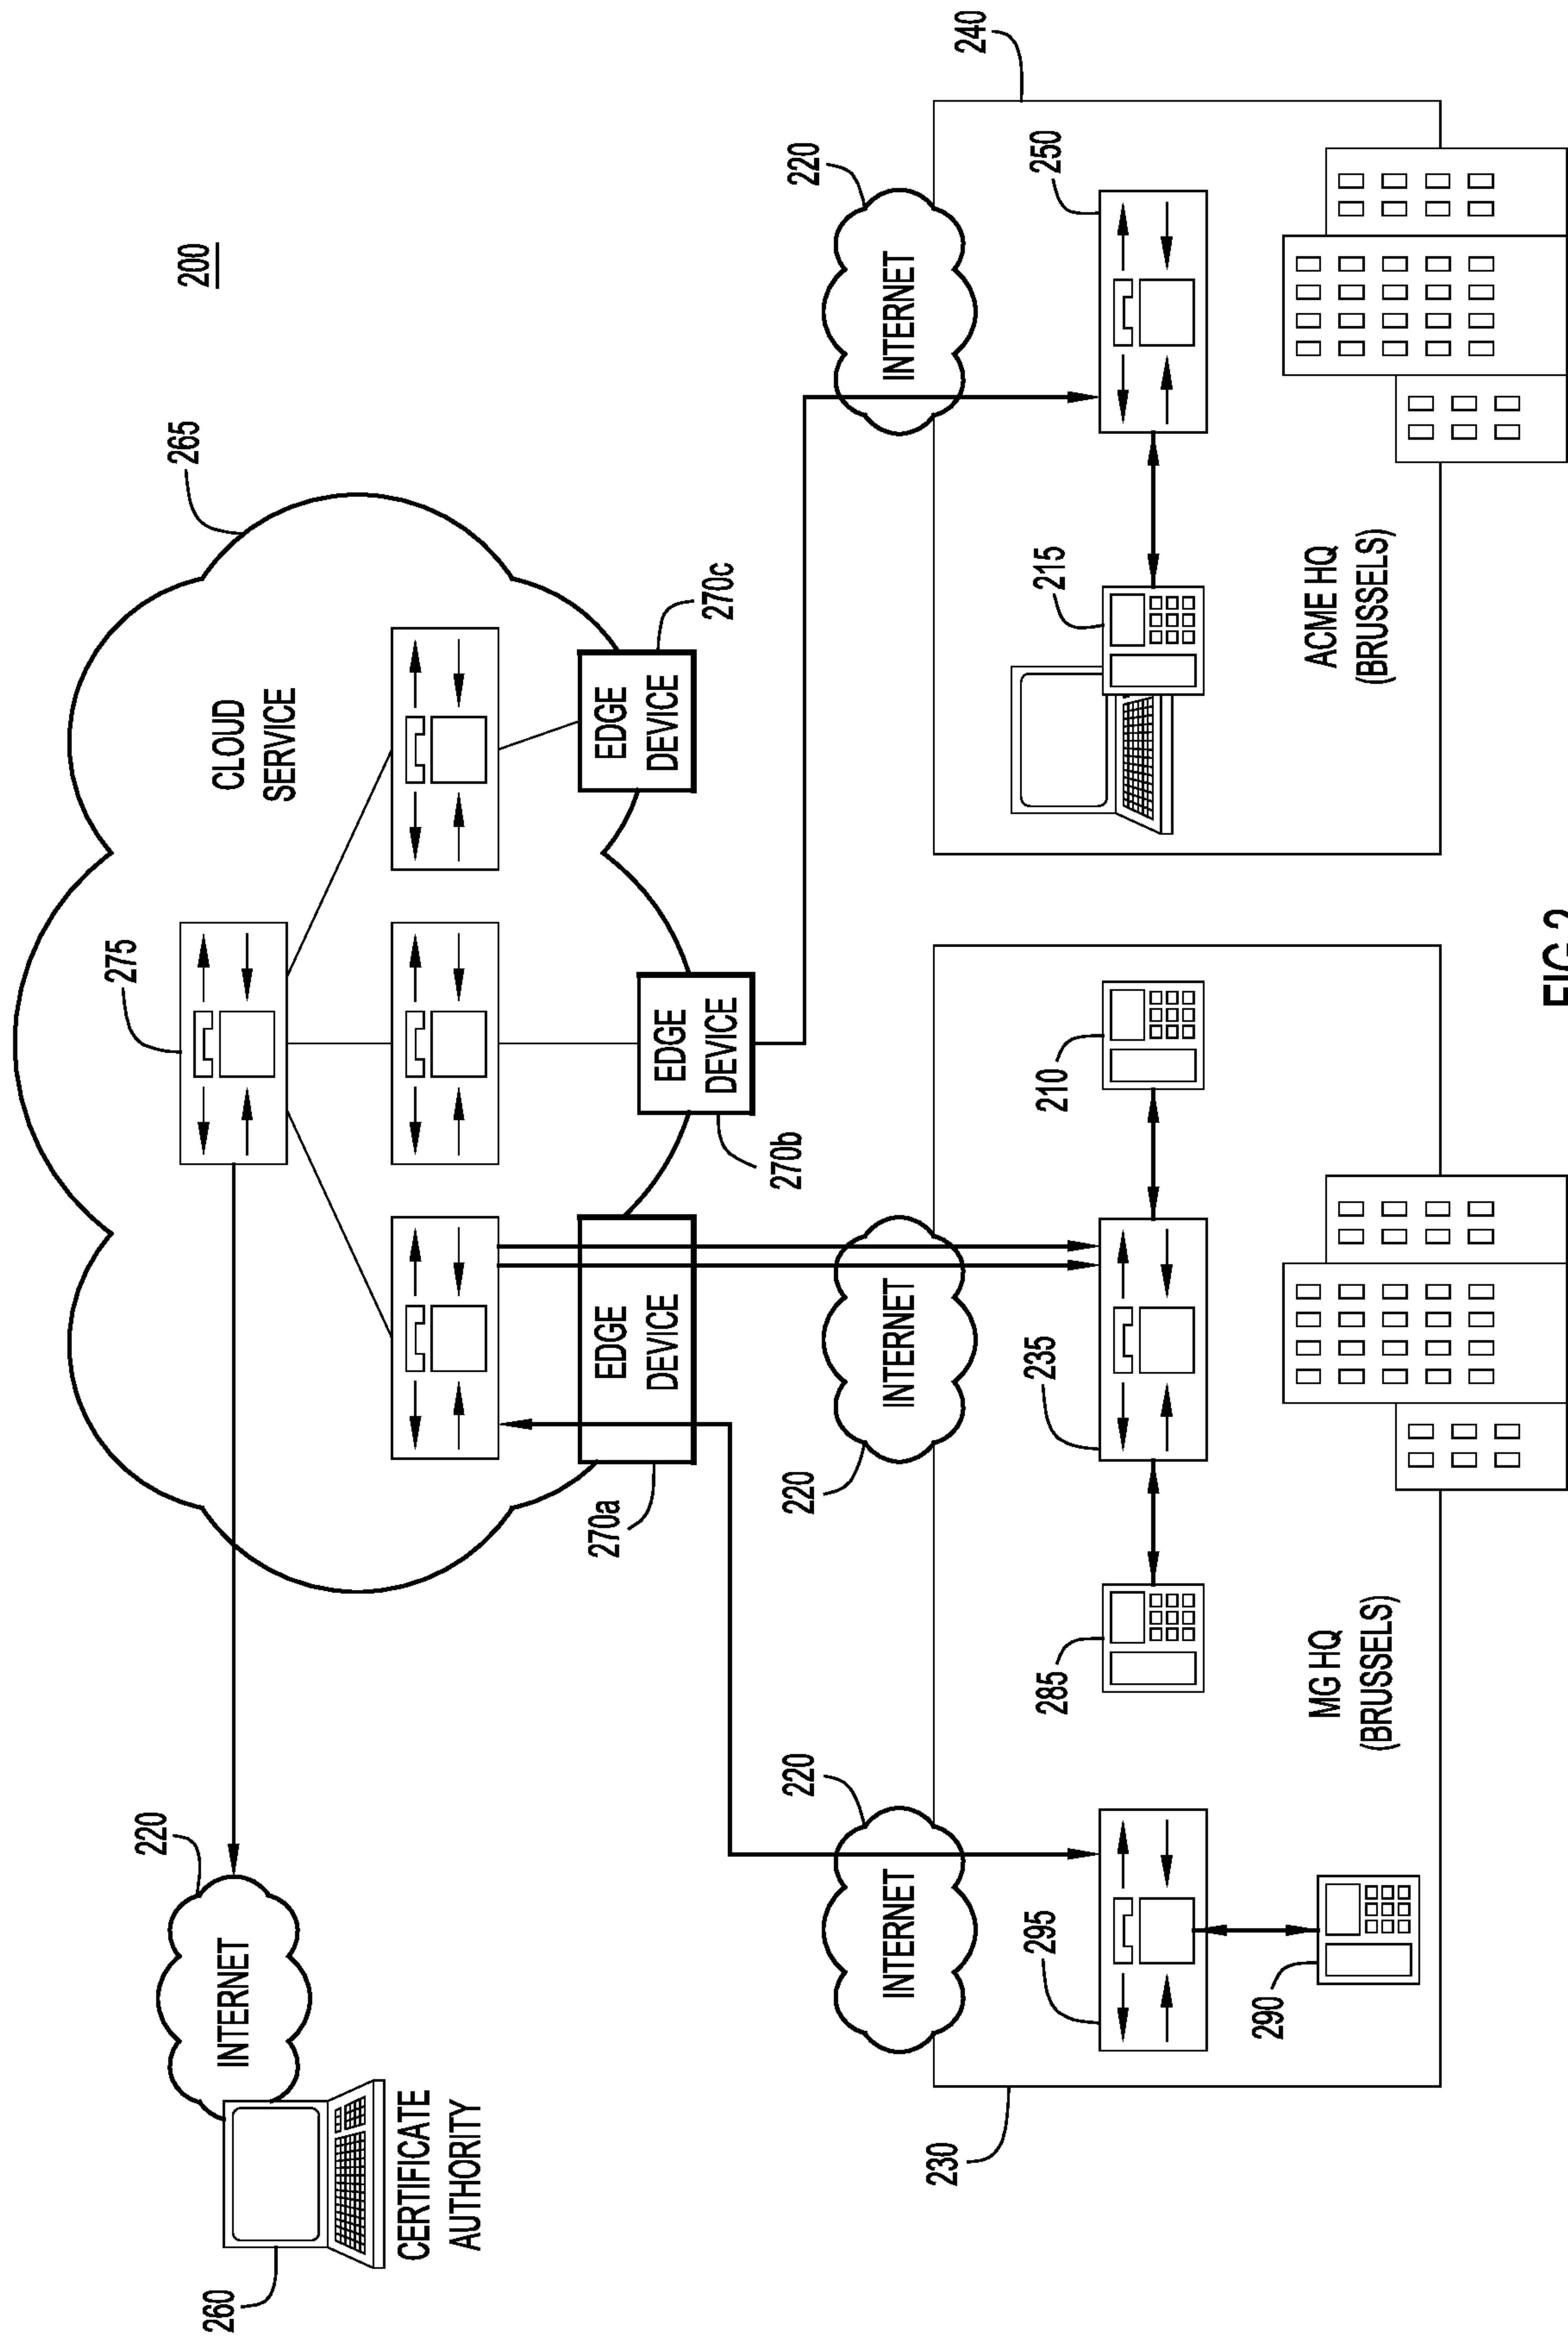 200
260
CERTIFICATE
AUTHORITY
INTERNET
220
275
CLOUD
SERVICE
265
EDGE
DEVICE
270a
EDGE
DEVICE
270b
EDGE
DEVICE
270c
INTERNET
220
INTERNET
220
INTERNET
220
230
295
290
285
235
210
MG HQ
(BRUSSELS)
215
250
240
ACME HQ
(BRUSSELS)
FIG.2